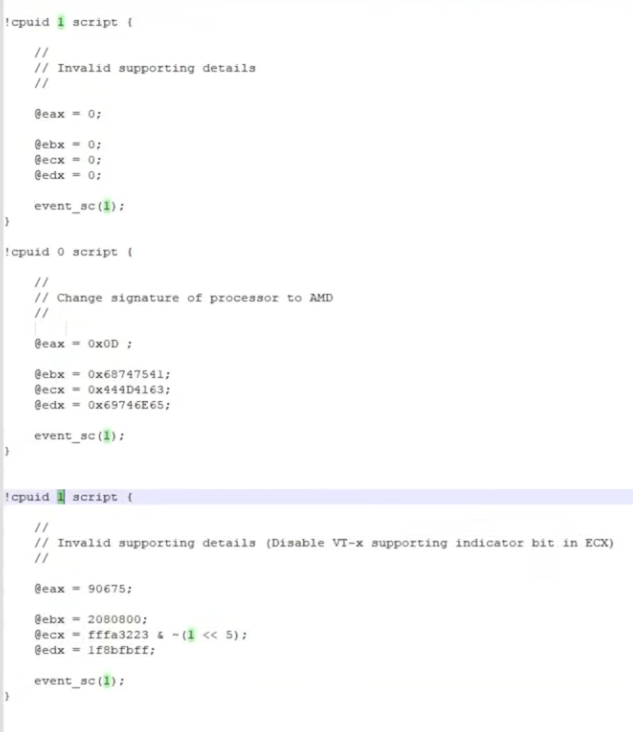 !cpuid 1 script {
//
// Invalid supporting details
//
@eax = 0;
@ebx = 0;
@ecx = 0;
@edx = 0;
event_sc(1);
}
!cpuid 0 script {
//
// Change signature of processor to AMD
//
@eax = 0x0D ;
@ebx = 0x68747541;
@ecx = 0x444D4163;
@edx = 0x69746E65;
event_sc(1);
}
!cpuid 1 script {
//
// Invalid supporting details (Disable VT-x supporting indicator bit in ECX)
//
@eax = 90675;
@ebx = 2080800;
@ecx = fffa3223 & ~(1 << 5);
@edx = 1f8bfbff;
event_sc(1);
}